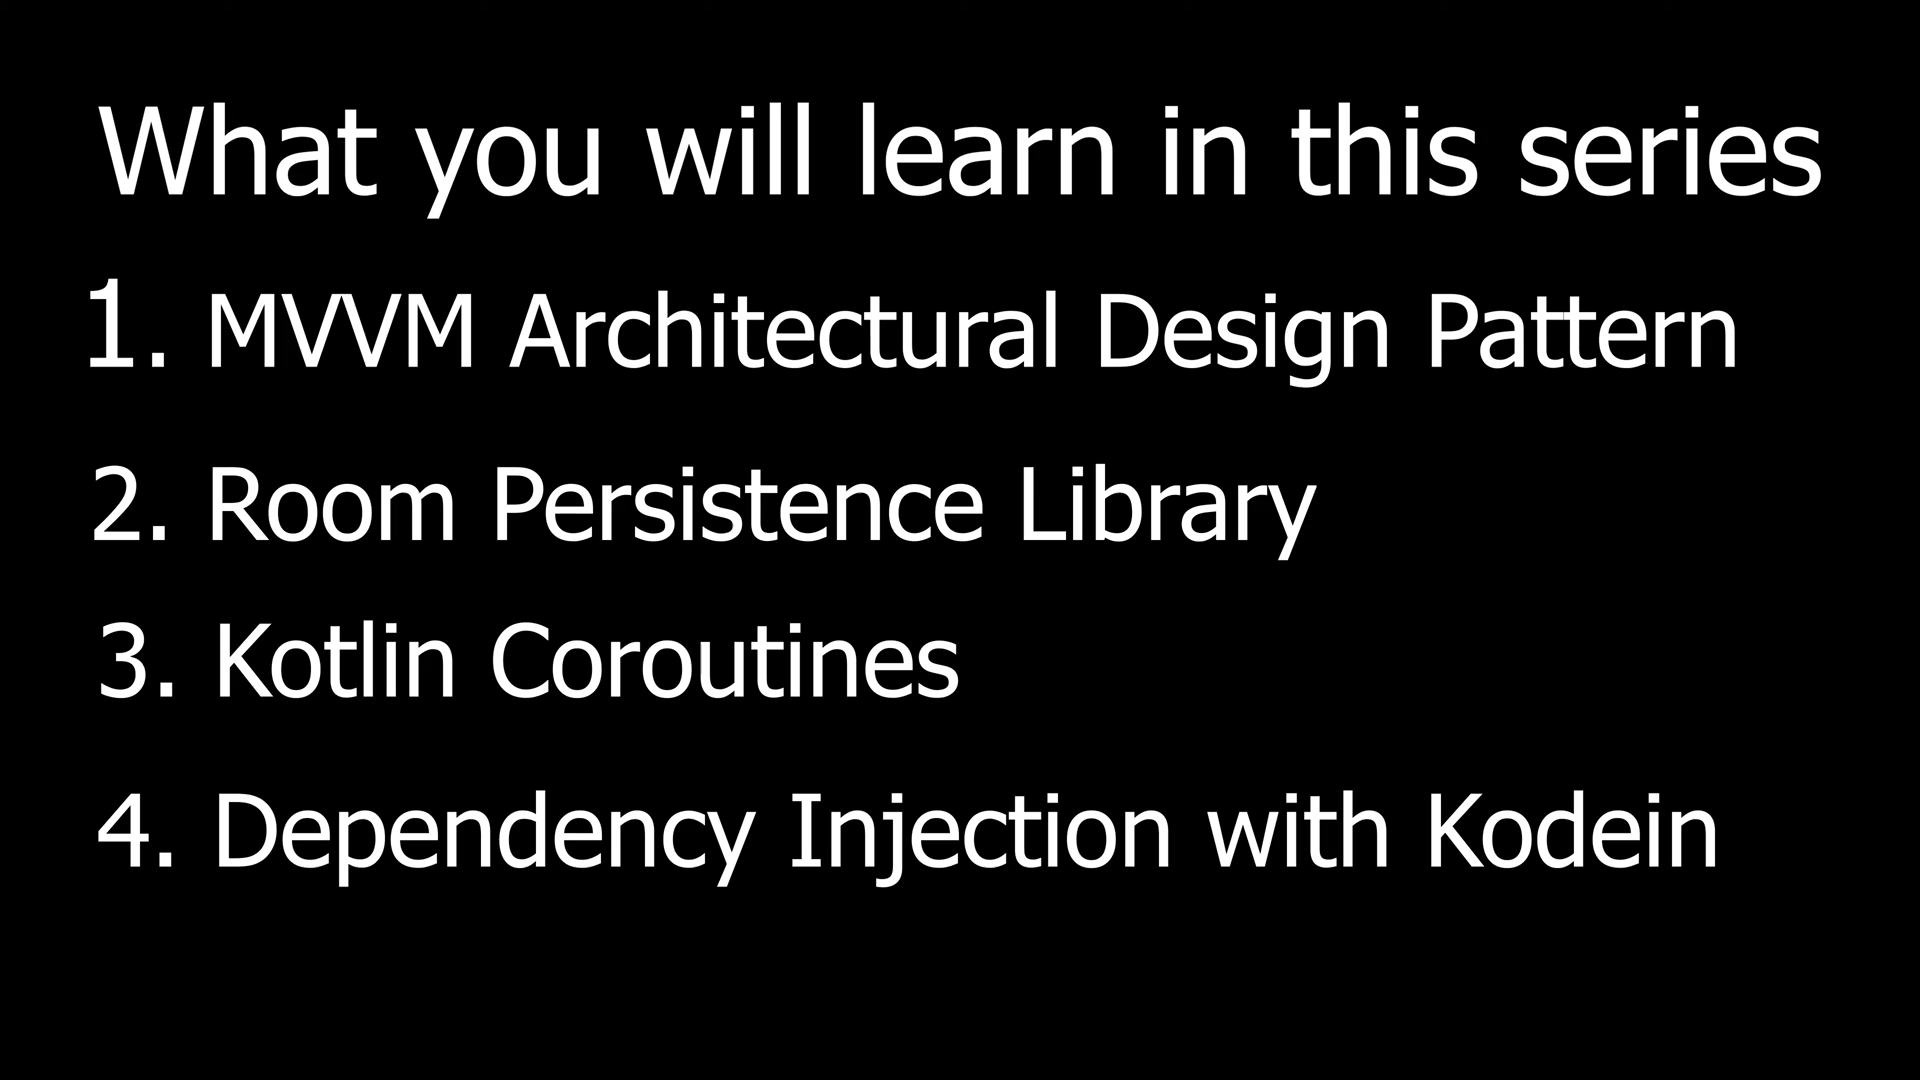 What you will learn in this series
1. MVVM Architectural Design Pattern
2. Room Persistence Library
3. Kotlin Coroutines
4. Dependency Injection with Kodein